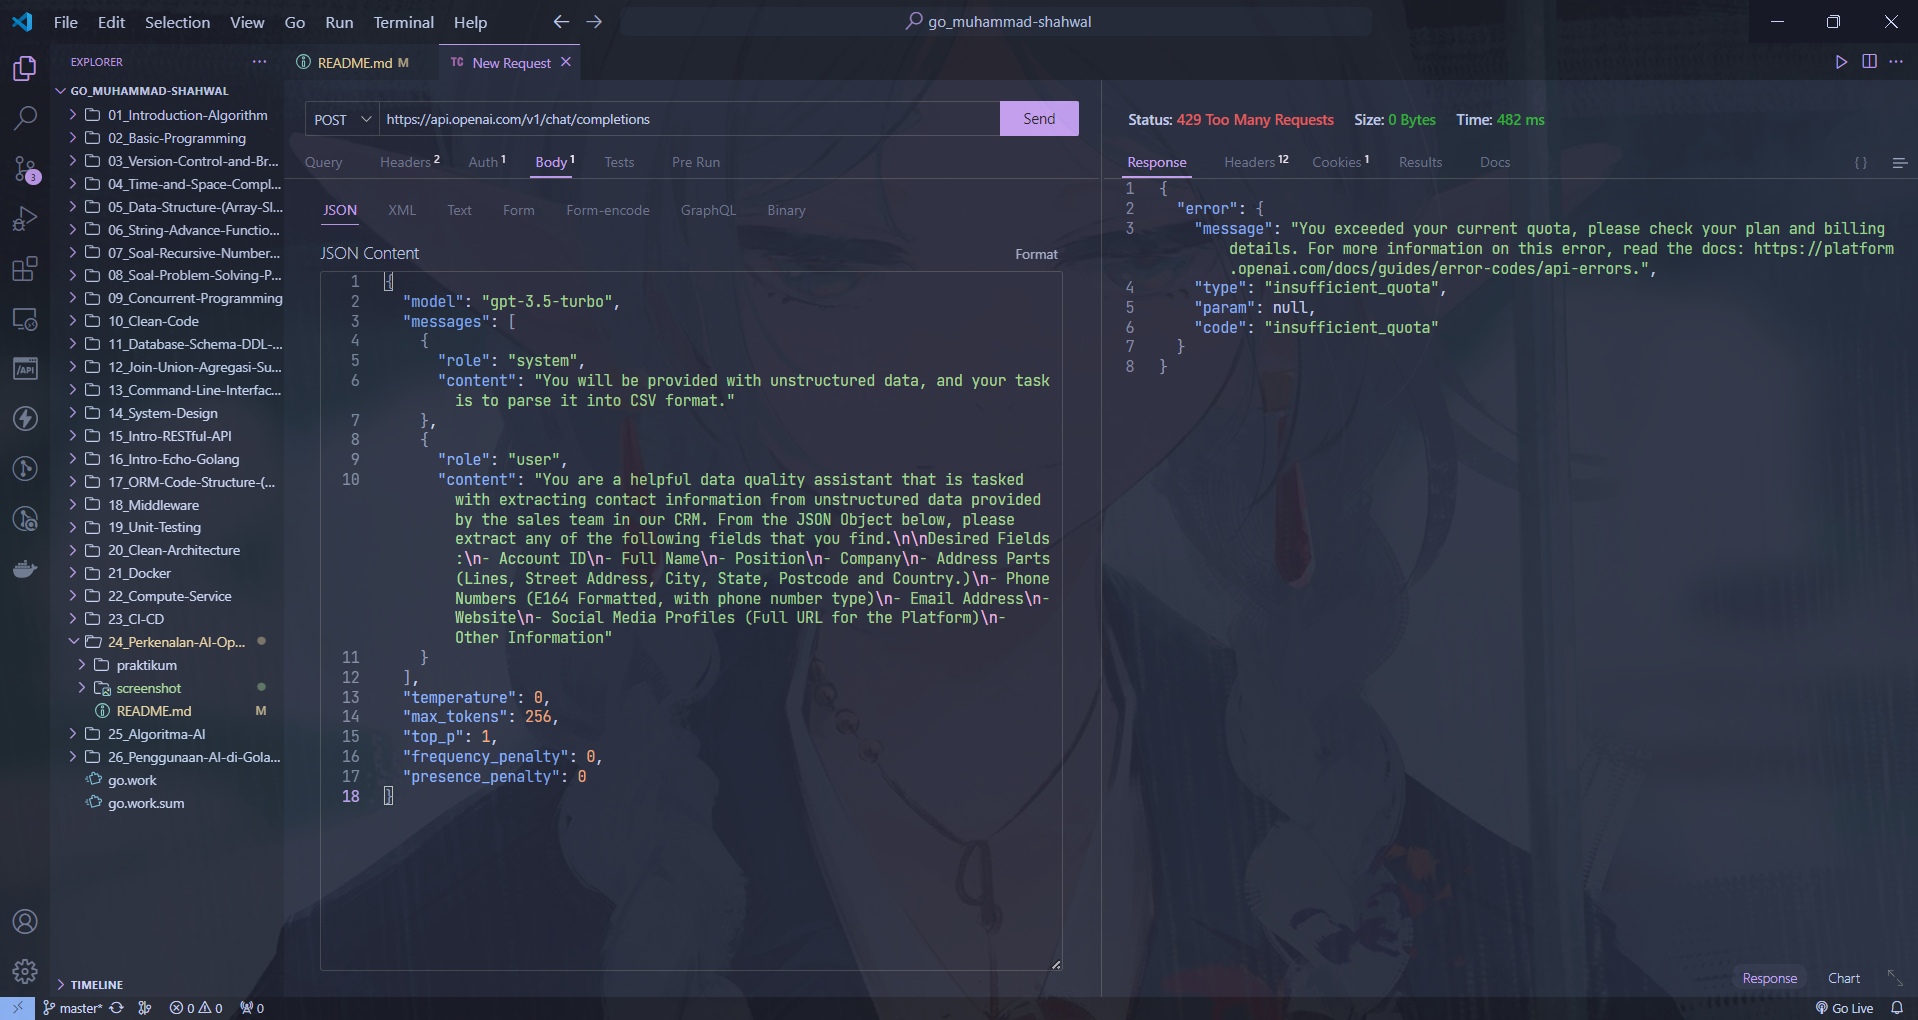 File Edit Selection View Go Run Terminal Help
go_muhammad-shahwal
EXPLORER
GO_MUHAMMAD-SHAHWAL
01_Introduction-Algorithm
02_Basic-Programming
03_Version-Control-and-Br...
04_Time-and-Space-Compl...
05_Data-Structure-(Array-Sl...
06_String-Advance-Functio...
07_Soal-Recursive-Number...
08_Soal-Problem-Solving-P...
09_Concurrent-Programming
10_Clean-Code
11_Database-Schema-DDL-...
12_Join-Union-Agregasi-Su...
13_Command-Line-Interfac...
14_System-Design
15_Intro-RESTful-API
16_Intro-Echo-Golang
17_ORM-Code-Structure-(...
18_Middleware
19_Unit-Testing
20_Clean-Architecture
21_Docker
22_Compute-Service
23_CI-CD
24_Perkenalan-AI-Op...
praktikum
screenshot
README.md M
25_Algoritma-AI
26_Penggunaan-AI-di-Gola...
go.work
go.work.sum
TIMELINE
3
/API
README.md M
TC New Request
POST https://api.openai.com/v1/chat/completions Send
Query Headers 2 Auth 1 Body 1 Tests Pre Run
JSON XML Text Form Form-encode GraphQL Binary
JSON Content Format
1 {
2 "model": "gpt-3.5-turbo",
3 "messages": [
4 {
5 "role": "system",
6 "content": "You will be provided with unstructured data, and your task
is to parse it into CSV format."
7 },
8 {
9 "role": "user",
10 "content": "You are a helpful data quality assistant that is tasked
with extracting contact information from unstructured data provided
by the sales team in our CRM. From the JSON Object below, please
extract any of the following fields that you find.\n\nDesired Fields
:\n- Account ID\n- Full Name\n- Position\n- Company\n- Address Parts
(Lines, Street Address, City, State, Postcode and Country.)\n- Phone
Numbers (E164 Formatted, with phone number type)\n- Email Address\n-
Website\n- Social Media Profiles (Full URL for the Platform)\n-
Other Information"
11 }
12 ],
13 "temperature": 0,
14 "max_tokens": 256,
15 "top_p": 1,
16 "frequency_penalty": 0,
17 "presence_penalty": 0
18 }
Status: 429 Too Many Requests Size: 0 Bytes Time: 482 ms
Response Headers 12 Cookies 1 Results Docs { }
1 {
2 "error": {
3 "message": "You exceeded your current quota, please check your plan and billing
details. For more information on this error, read the docs: https://platform
.openai.com/docs/guides/error-codes/api-errors.",
4 "type": "insufficient_quota",
5 "param": null,
6 "code": "insufficient_quota"
7 }
8 }
Response Chart
master* 0 0 0 Go Live